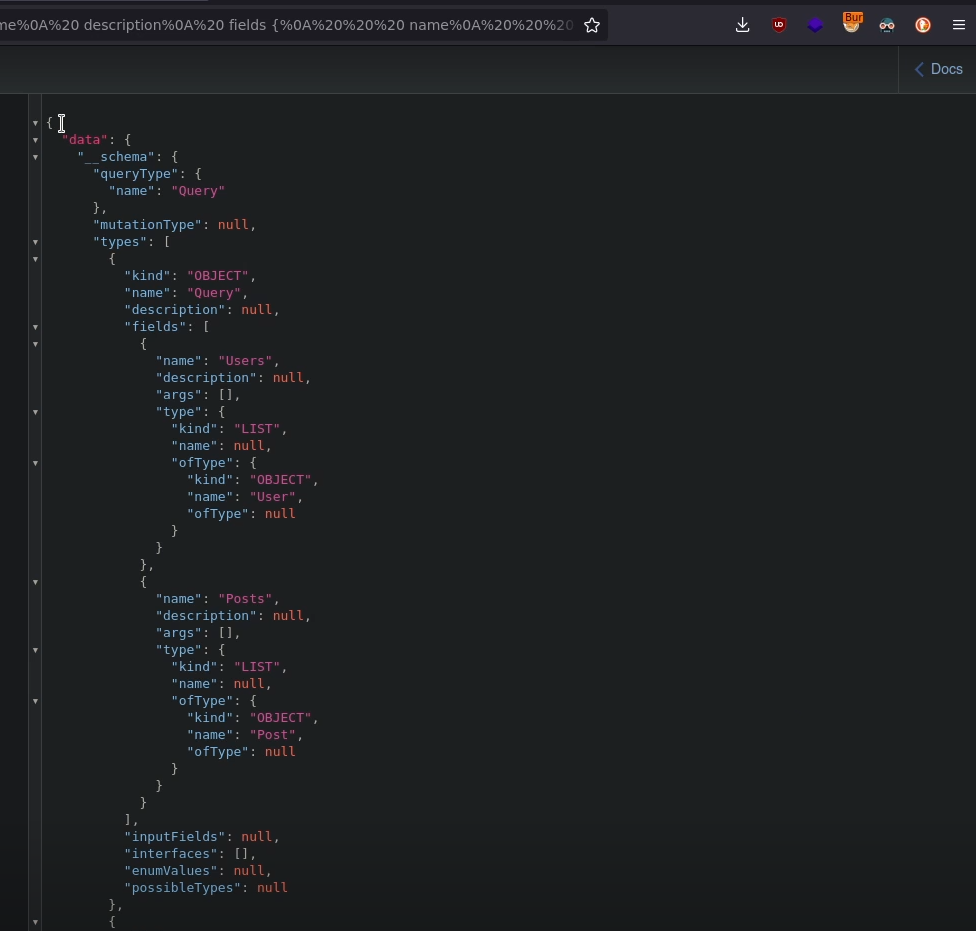 me%0A%20 description%0A%20 fields {%0A%20%20%20 name%0A%20%20%20
UD
Bur
Docs
{
"data": {
"__schema": {
"queryType": {
"name": "Query"
},
"mutationType": null,
"types": [
{
"kind": "OBJECT",
"name": "Query",
"description": null,
"fields": [
{
"name": "Users",
"description": null,
"args": [],
"type": {
"kind": "LIST",
"name": null,
"ofType": {
"kind": "OBJECT",
"name": "User",
"ofType": null
}
}
},
{
"name": "Posts",
"description": null,
"args": [],
"type": {
"kind": "LIST",
"name": null,
"ofType": {
"kind": "OBJECT",
"name": "Post",
"ofType": null
}
}
}
],
"inputFields": null,
"interfaces": [],
"enumValues": null,
"possibleTypes": null
},
{